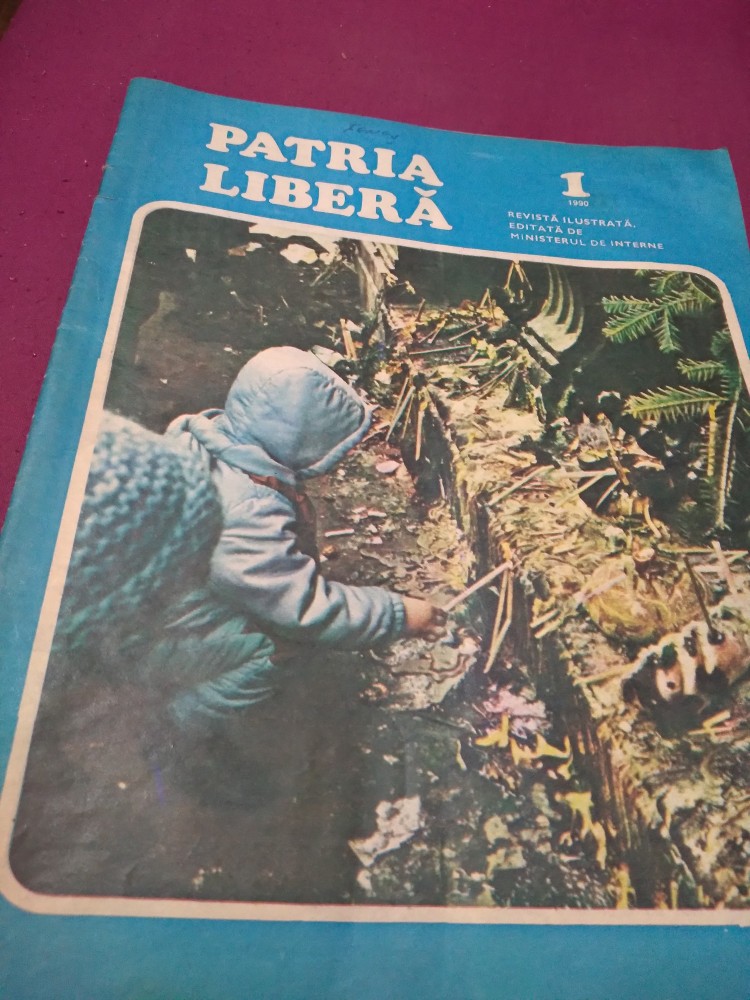 PATRIA
LIBERĂ
1
1990
REVISTĂ ILUSTRATĂ,
EDITATĂ DE
MINISTERUL DE INTERNE